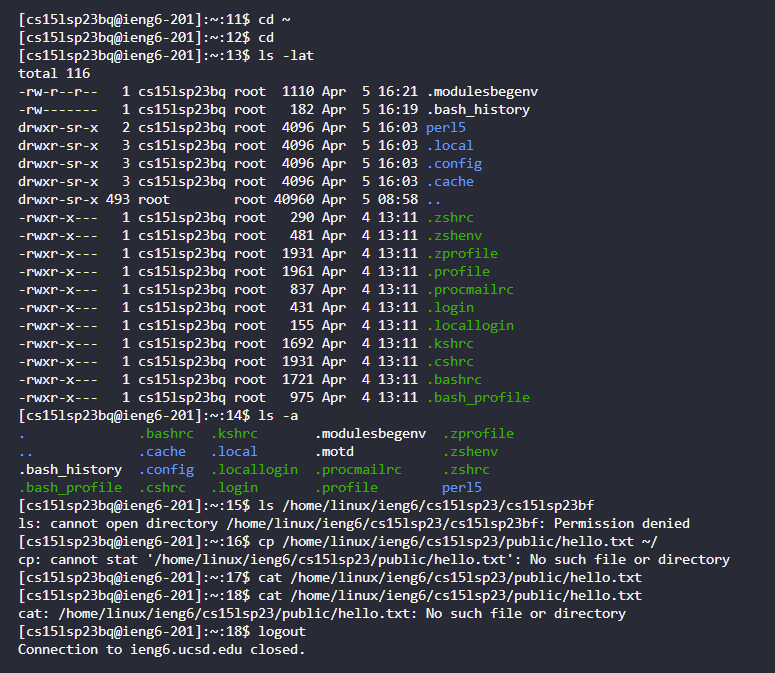 [cs15lsp23bq@ieng6-201]:~:11$ cd ~
[cs15lsp23bq@ieng6-201]:~:12$ cd
[cs15lsp23bq@ieng6-201]:~:13$ ls -lat
total 116
-rw-r--r--   1 cs15lsp23bq root  1110 Apr  5 16:21 .modulesbegenv
-rw-------   1 cs15lsp23bq root   182 Apr  5 16:19 .bash_history
drwxr-sr-x   2 cs15lsp23bq root  4096 Apr  5 16:03 perl5
drwxr-sr-x   3 cs15lsp23bq root  4096 Apr  5 16:03 .local
drwxr-sr-x   3 cs15lsp23bq root  4096 Apr  5 16:03 .config
drwxr-sr-x   3 cs15lsp23bq root  4096 Apr  5 16:03 .cache
drwxr-sr-x 493 root        root 40960 Apr  5 08:58 ..
-rwxr-x---   1 cs15lsp23bq root   290 Apr  4 13:11 .zshrc
-rwxr-x---   1 cs15lsp23bq root   481 Apr  4 13:11 .zshenv
-rwxr-x---   1 cs15lsp23bq root  1931 Apr  4 13:11 .zprofile
-rwxr-x---   1 cs15lsp23bq root  1961 Apr  4 13:11 .profile
-rwxr-x---   1 cs15lsp23bq root   837 Apr  4 13:11 .procmailrc
-rwxr-x---   1 cs15lsp23bq root   431 Apr  4 13:11 .login
-rwxr-x---   1 cs15lsp23bq root   155 Apr  4 13:11 .locallogin
-rwxr-x---   1 cs15lsp23bq root  1692 Apr  4 13:11 .kshrc
-rwxr-x---   1 cs15lsp23bq root  1931 Apr  4 13:11 .cshrc
-rwxr-x---   1 cs15lsp23bq root  1721 Apr  4 13:11 .bashrc
-rwxr-x---   1 cs15lsp23bq root   975 Apr  4 13:11 .bash_profile
[cs15lsp23bq@ieng6-201]:~:14$ ls -a
.              .bashrc  .kshrc       .modulesbegenv  .zprofile
..             .cache   .local       .motd           .zshenv
.bash_history  .config  .locallogin  .procmailrc     .zshrc
.bash_profile  .cshrc   .login       .profile        perl5
[cs15lsp23bq@ieng6-201]:~:15$ ls /home/linux/ieng6/cs15lsp23/cs15lsp23bf
ls: cannot open directory /home/linux/ieng6/cs15lsp23/cs15lsp23bf: Permission denied
[cs15lsp23bq@ieng6-201]:~:16$ cp /home/linux/ieng6/cs15lsp23/public/hello.txt ~/
cp: cannot stat '/home/linux/ieng6/cs15lsp23/public/hello.txt': No such file or directory
[cs15lsp23bq@ieng6-201]:~:17$ cat /home/linux/ieng6/cs15lsp23/public/hello.txt
[cs15lsp23bq@ieng6-201]:~:18$ cat /home/linux/ieng6/cs15lsp23/public/hello.txt
cat: /home/linux/ieng6/cs15lsp23/public/hello.txt: No such file or directory
[cs15lsp23bq@ieng6-201]:~:18$ logout
Connection to ieng6.ucsd.edu closed.